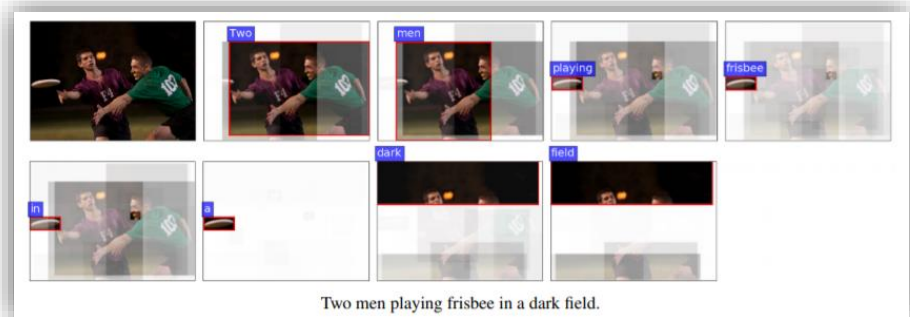 Two
men
playing
frisbee
in
a
dark
field
Two men playing frisbee in a dark field.